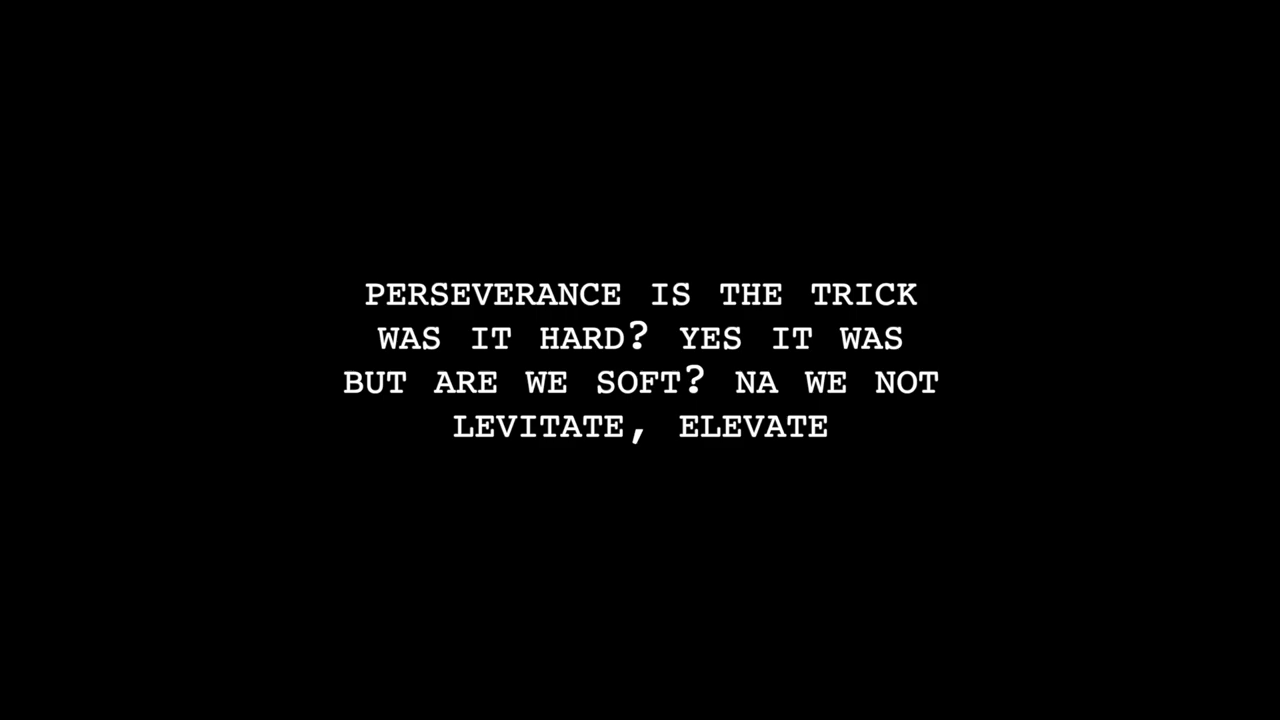 PERSEVERANCE IS THE TRICK
WAS IT HARD? YES IT WAS
BUT ARE WE SOFT? NA WE NOT
LEVITATE, ELEVATE